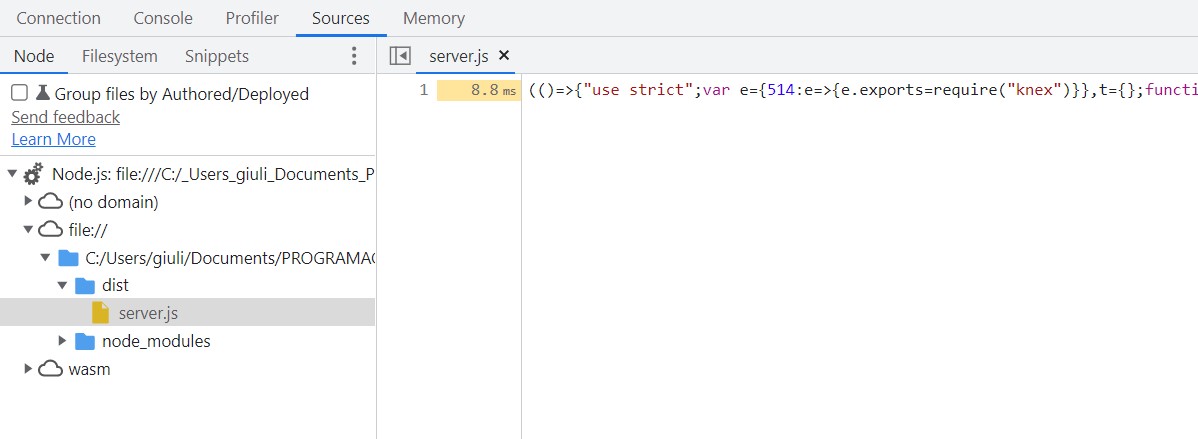 Connection Console Profiler Sources Memory
Node Filesystem Snippets
server.js
Group files by Authored/Deployed
Send feedback
Learn More
Node.js: file:///C:/_Users_giuli_Documents_P
(no domain)
file://
C:/Users/giuli/Documents/PROGRAMAC
dist
server.js
node_modules
wasm
1 8.8 ms (()=>{"use strict";var e={514:e=>{e.exports=require("knex")}},t={};functi